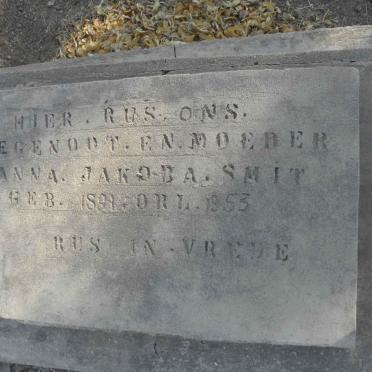 HIER. RUS. ONS.
EGENOOT. EN. MOEDER
ANNA. JAKOBA. SMIT
GEB. 1891. ORL. 1953
RUS IN. VREDE